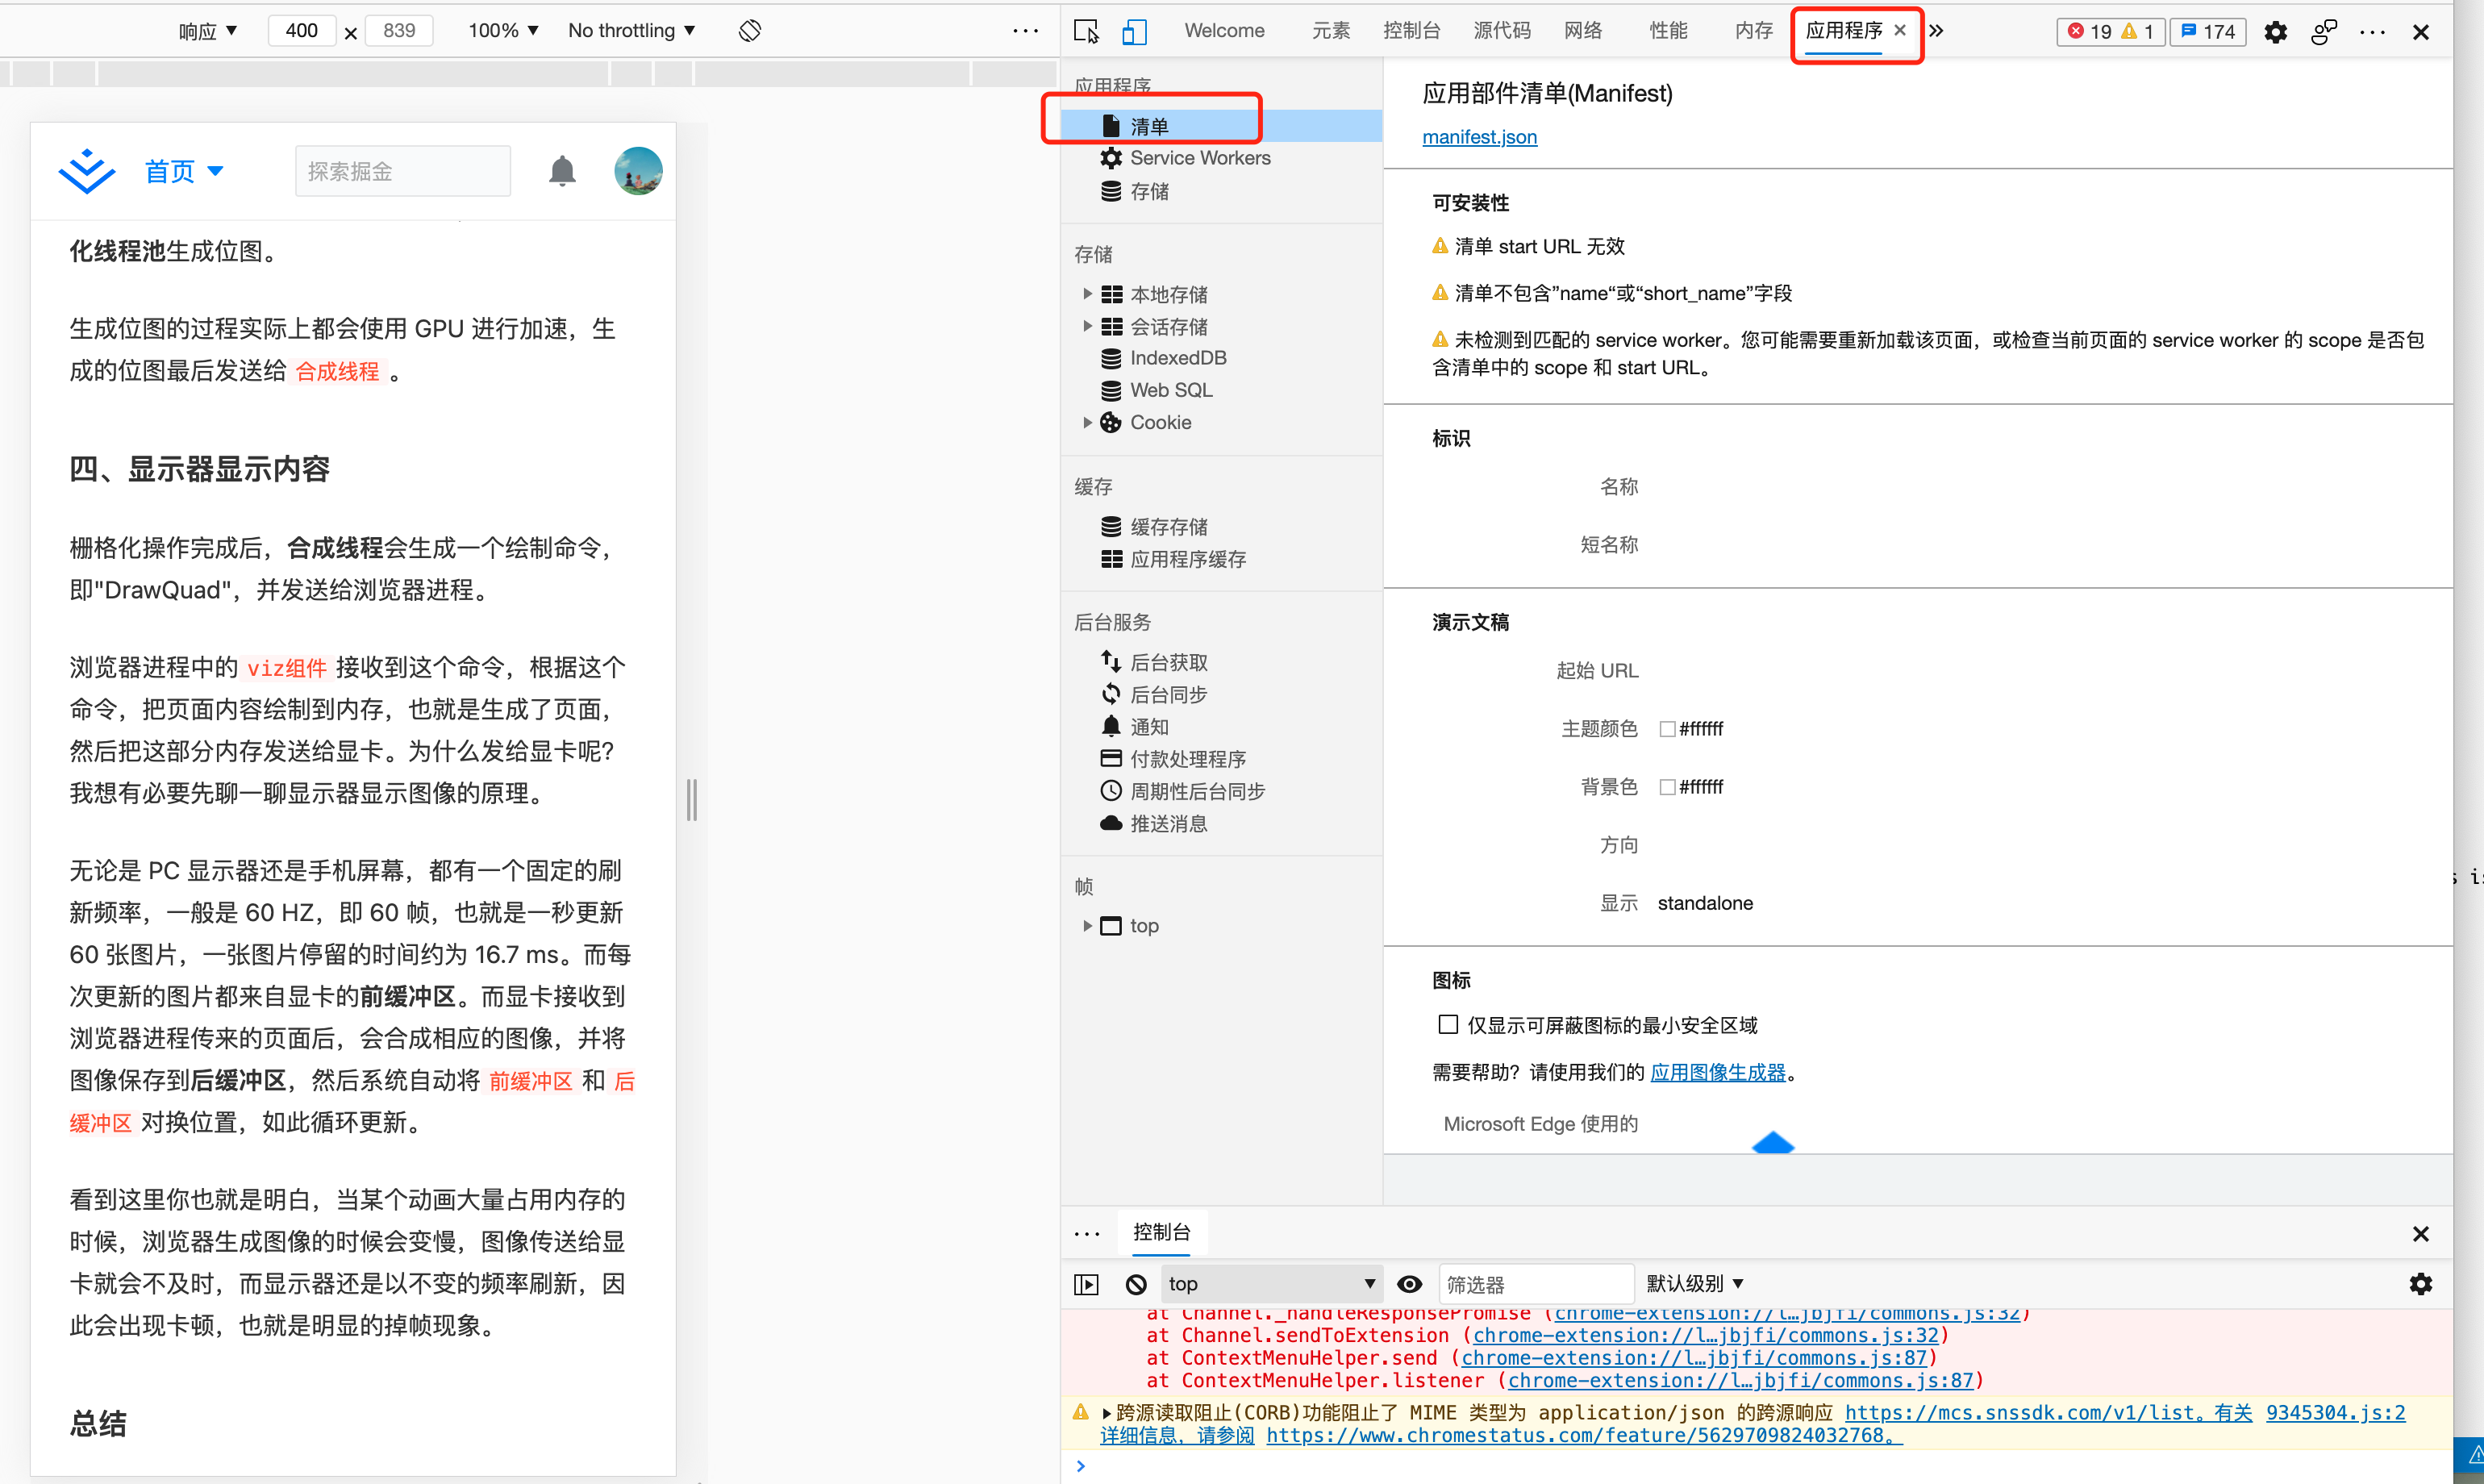 响应 ▼ 400 × 839 100% ▼ No throttling ▼
首页
探索掘金
化线程池生成位图。
生成位图的过程实际上都会使用 GPU 进行加速，生
成的位图最后发送给 合成线程 。
四、显示器显示内容
栅格化操作完成后，合成线程会生成一个绘制命令，
即"DrawQuad"，并发送给浏览器进程。
浏览器进程中的 viz组件 接收到这个命令，根据这个
命令，把页面内容绘制到内存，也就是生成了页面，
然后把这部分内存发送给显卡。为什么发给显卡呢？
我想有必要先聊一聊显示器显示图像的原理。
无论是 PC 显示器还是手机屏幕，都有一个固定的刷
新频率，一般是 60 HZ，即 60 帧，也就是一秒更新
60 张图片，一张图片停留的时间约为 16.7 ms。而每
次更新的图片都来自显卡的前缓冲区。而显卡接收到
浏览器进程传来的页面后，会合成相应的图像，并将
图像保存到后缓冲区，然后系统自动将 前缓冲区 和 后
缓冲区 对换位置，如此循环更新。
看到这里你也就是明白，当某个动画大量占用内存的
时候，浏览器生成图像的时候会变慢，图像传送给显
卡就会不及时，而显示器还是以不变的频率刷新，因
此会出现卡顿，也就是明显的掉帧现象。
总结
Welcome 元素 控制台 源代码 网络 性能 内存 应用程序 × » 19 1 174
应用程序
清单
Service Workers
存储
存储
本地存储
会话存储
IndexedDB
Web SQL
Cookie
缓存
缓存存储
应用程序缓存
后台服务
后台获取
后台同步
通知
付款处理程序
周期性后台同步
推送消息
帧
top
应用部件清单(Manifest)
manifest.json
可安装性
清单 start URL 无效
清单不包含”name“或“short_name”字段
未检测到匹配的 service worker。您可能需要重新加载该页面，或检查当前页面的 service worker 的 scope 是否包
含清单中的 scope 和 start URL。
标识
名称
短名称
演示文稿
起始 URL
主题颜色 #ffffff
背景色 #ffffff
方向
显示 standalone
图标
仅显示可屏蔽图标的最小安全区域
需要帮助？请使用我们的 应用图像生成器。
Microsoft Edge 使用的
控制台
top ▼ 筛选器 默认级别 ▼
at Channel._handleResponsePromise (chrome-extension://l…jbjfi/commons.js:32)
at Channel.sendToExtension (chrome-extension://l…jbjfi/commons.js:32)
at ContextMenuHelper.send (chrome-extension://l…jbjfi/commons.js:87)
at ContextMenuHelper.listener (chrome-extension://l…jbjfi/commons.js:87)
跨源读取阻止(CORB)功能阻止了 MIME 类型为 application/json 的跨源响应 https://mcs.snssdk.com/v1/list。有关 9345304.js:2
详细信息，请参阅 https://www.chromestatus.com/feature/5629709824032768。